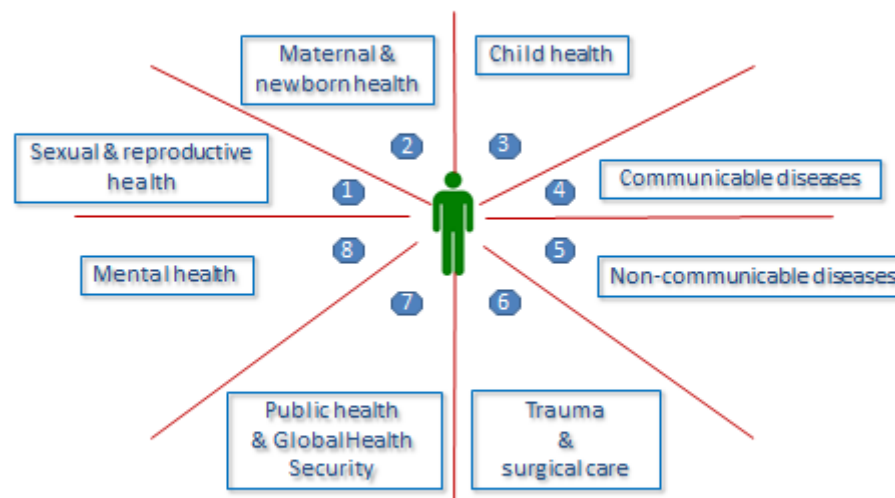 Maternal &
newborn health
Child health
2
3
Sexual & reproductive
health
1
4
Communicable diseases
8
5
Mental health
Non-communicable diseases
7
6
Public health
& Global Health
Security
Trauma
&
surgical care